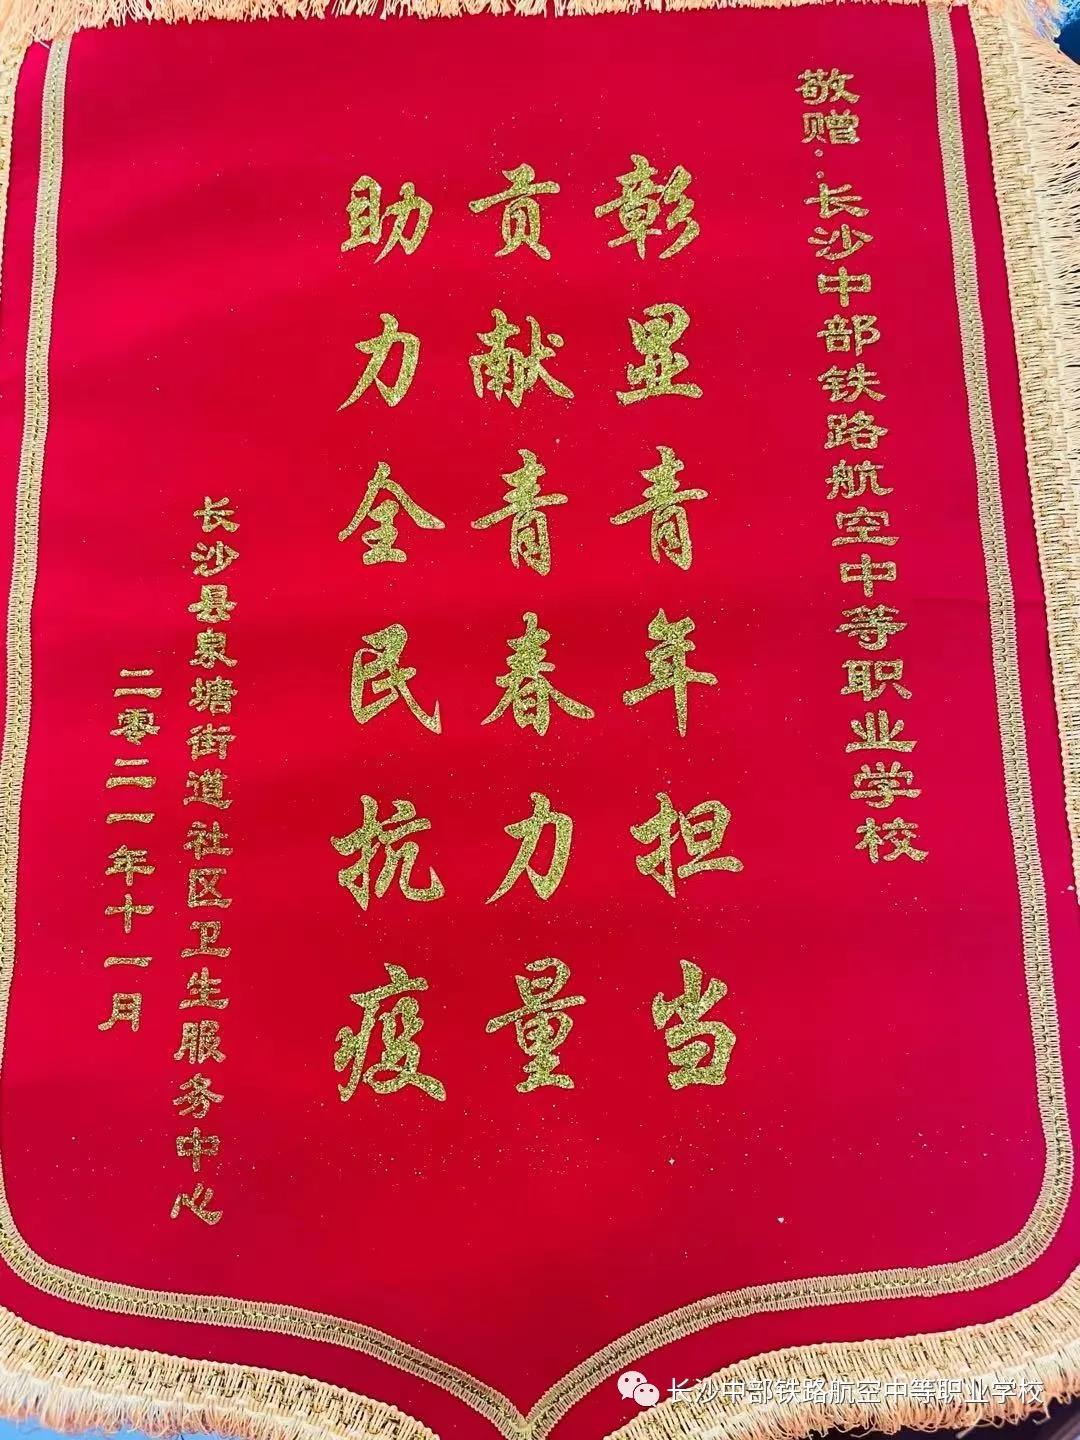 敬赠：长沙中部铁路航空中等职业学校
彰显青年担当
贡献青春力量
助力全民抗疫
长沙县泉塘街道社区卫生服务中心
二零二一年十一月
长沙中部铁路航空中等职业学校